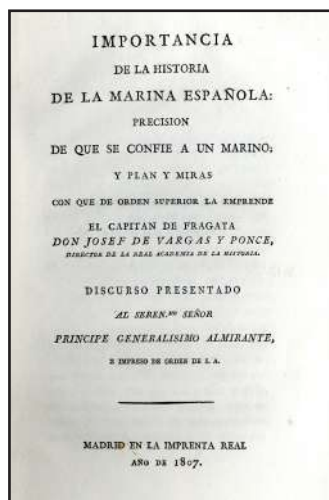 IMPORTANCIA
DE LA HISTORIA
DE LA MARINA ESPAÑOLA:
PRECISION
DE QUE SE CONFIE A UN MARINO;
Y PLAN Y MIRAS
CON QUE DE ORDEN SUPERIOR LA EMPRENDE
EL CAPITAN DE FRAGATA
DON JOSEF DE VARGAS Y PONCE,
DIRECTOR DE LA REAL ACADEMIA DE LA HISTORIA.
DISCURSO PRESENTADO
AL SEREN.MO SEÑOR
PRINCIPE GENERALISIMO ALMIRANTE,
E IMPRESO DE ORDEN DE S. A.
MADRID EN LA IMPRENTA REAL
AÑO DE 1807.